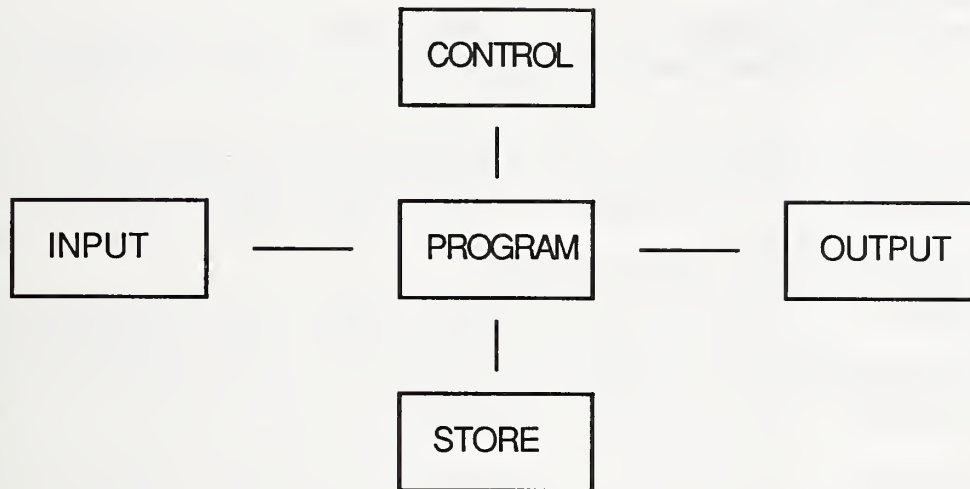 CONTROL
INPUT
PROGRAM
OUTPUT
STORE